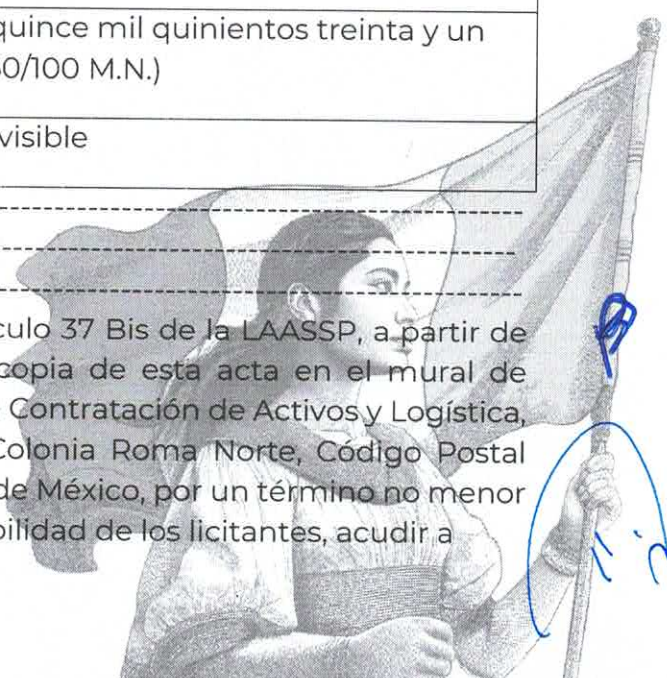 quince mil quinientos treinta y un
0/100 M.N.)
visible
culo 37 Bis de la LAASSP, a partir de
copia de esta acta en el mural de
Contratación de Activos y Logística,
Colonia Roma Norte, Código Postal
de México, por un término no menor
bilidad de los licitantes, acudir a